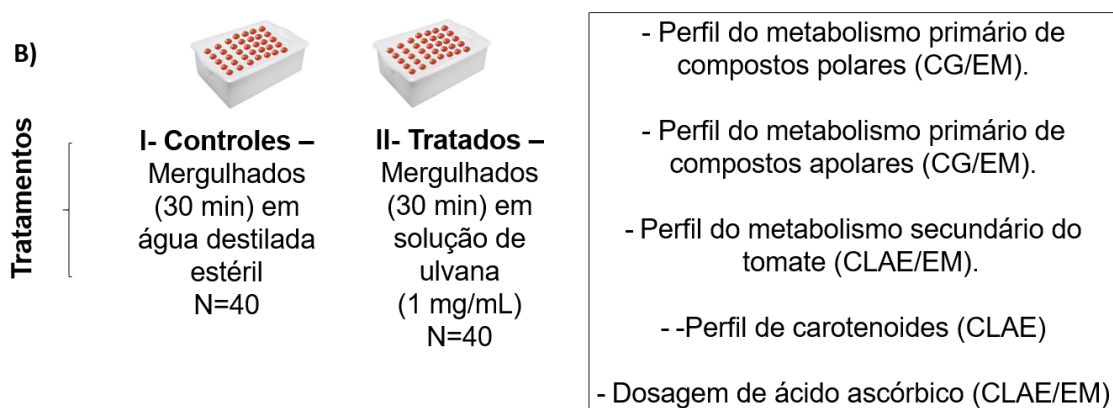 B)
Tratamentos
I- Controles –
Mergulhados
(30 min) em
água destilada
estéril
N=40
II- Tratados –
Mergulhados
(30 min) em
solução de
ulvana
(1 mg/mL)
N=40
- Perfil do metabolismo primário de
compostos polares (CG/EM).
- Perfil do metabolismo primário de
compostos apolares (CG/EM).
- Perfil do metabolismo secundário do
tomate (CLAE/EM).
- -Perfil de carotenoides (CLAE)
- Dosagem de ácido ascórbico (CLAE/EM)